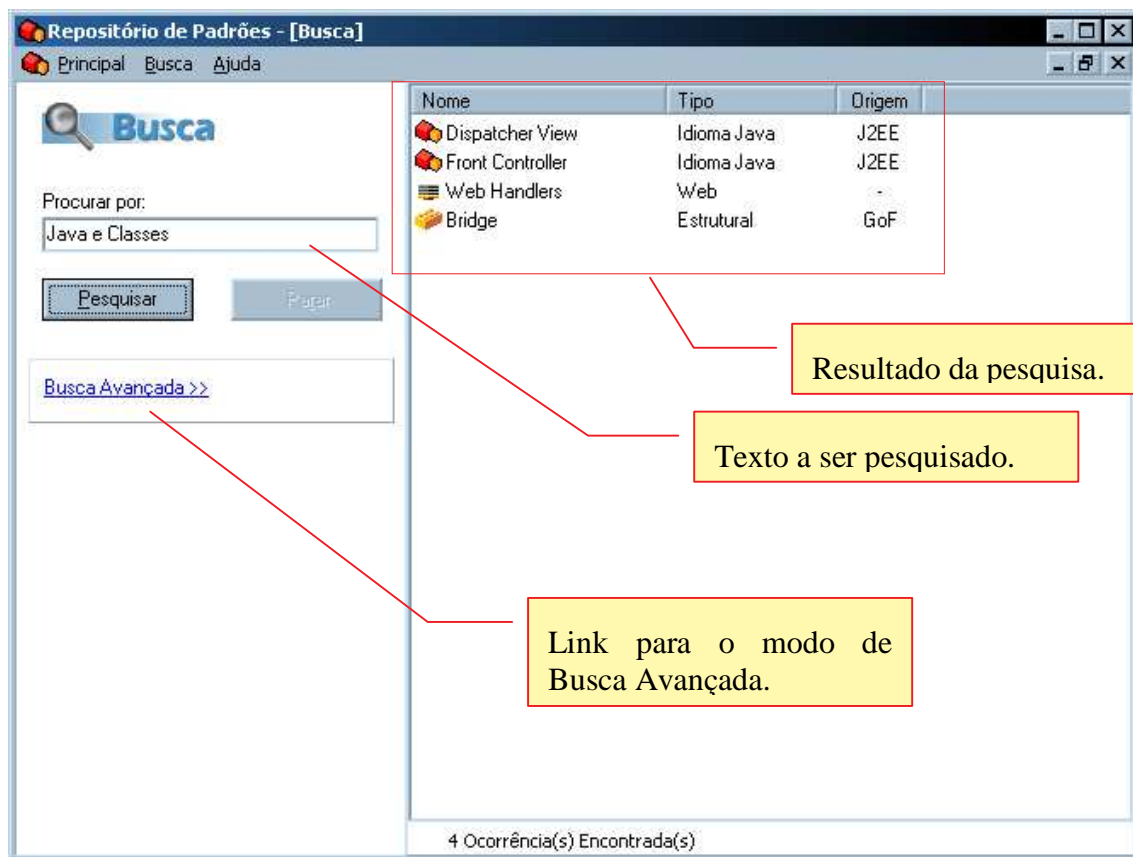 Repositório de Padrões - [Busca]
Principal Busca Ajuda
Busca
Procurar por:
Java e Classes
Pesquisar Parar
Busca Avançada >>
Nome Tipo Origem
Dispatcher View Idioma Java J2EE
Front Controller Idioma Java J2EE
Web Handlers Web -
Bridge Estrutural GoF
Resultado da pesquisa.
Texto a ser pesquisado.
Link para o modo de
Busca Avançada.
4 Ocorrência(s) Encontrada(s)